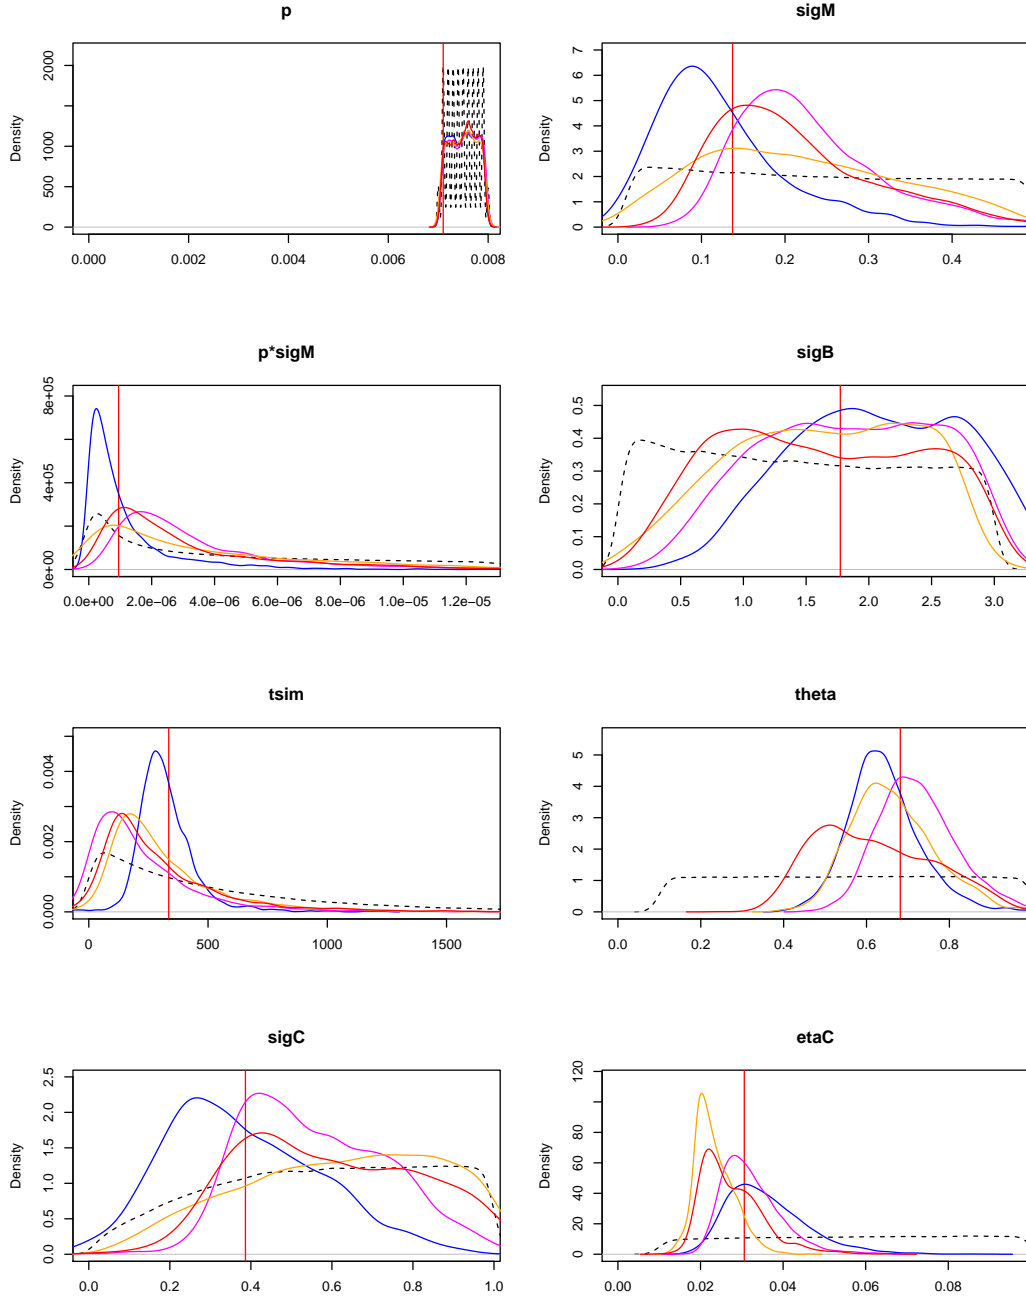 p
Density
0 500 1000 2000
0.000 0.002 0.004 0.006 0.008
sigM
Density
0 1 2 3 4 5 6 7
0.0 0.1 0.2 0.3 0.4
p*sigM
Density
0e+00 4e+05 8e+05
0.0e+00 2.0e−06 4.0e−06 6.0e−06 8.0e−06 1.0e−05 1.2e−05
sigB
Density
0.0 0.1 0.2 0.3 0.4 0.5
0.0 0.5 1.0 1.5 2.0 2.5 3.0
tsim
Density
0.000 0.002 0.004
0 500 1000 1500
theta
Density
0 1 2 3 4 5
0.0 0.2 0.4 0.6 0.8
sigC
Density
0.0 0.5 1.0 1.5 2.0 2.5
0.0 0.2 0.4 0.6 0.8 1.0
etaC
Density
0 20 40 60 80 120
0.00 0.02 0.04 0.06 0.08